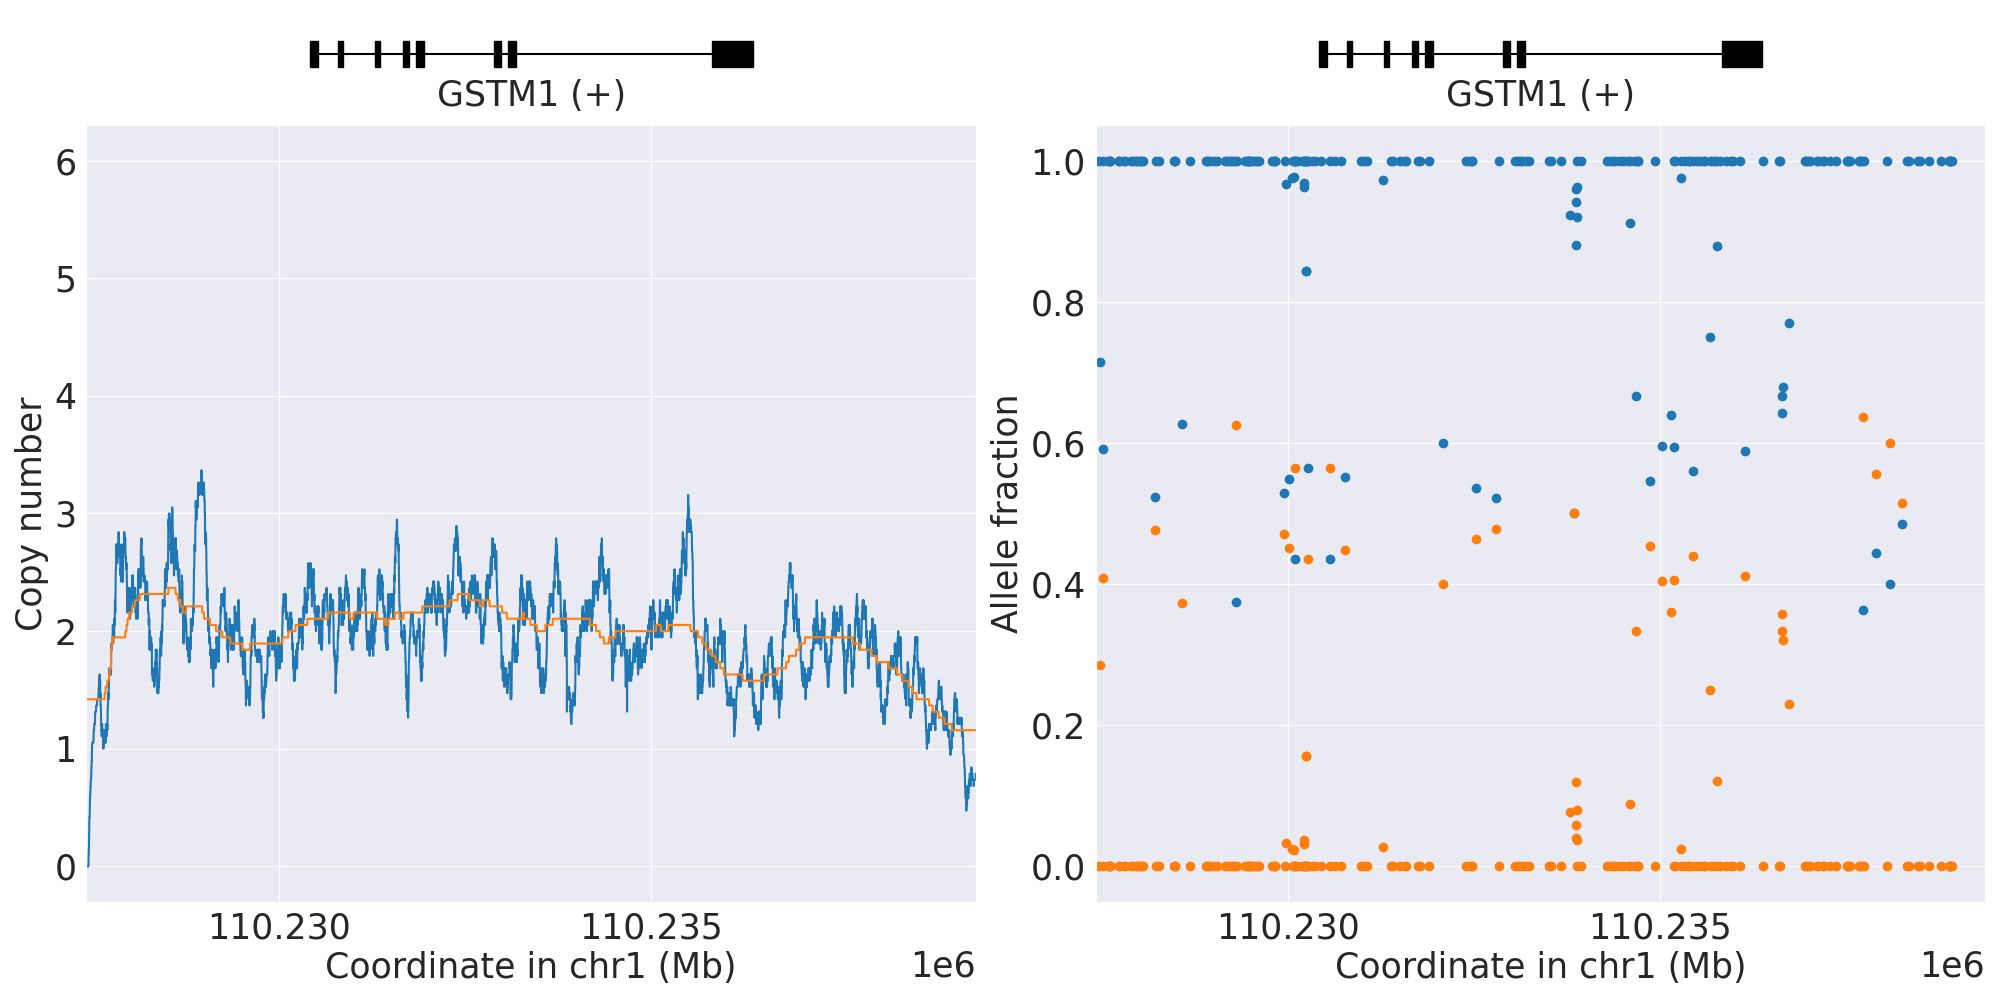 GSTM1 (+)
GSTM1 (+)
Copy number
6
5
4
3
2
1
0
110.230
110.235
Coordinate in chr1 (Mb)
1e6
Allele fraction
1.0
0.8
0.6
0.4
0.2
0.0
110.230
110.235
Coordinate in chr1 (Mb)
1e6